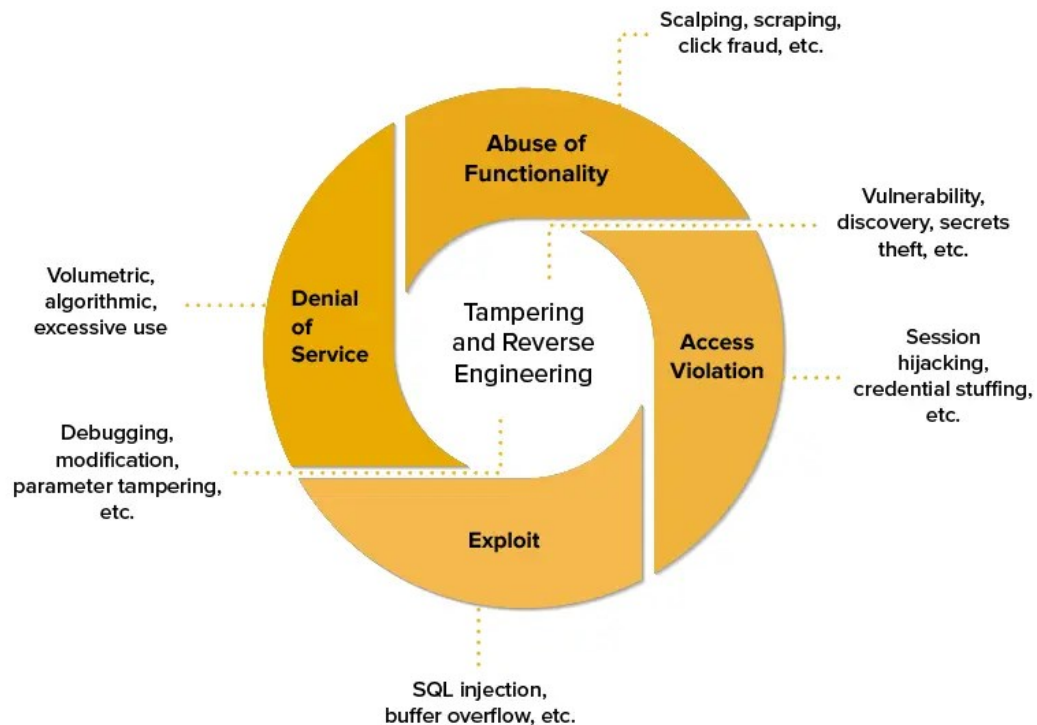 Scalping, scraping,
click fraud, etc.
Abuse of
Functionality
Vulnerability,
discovery, secrets
theft, etc.
Volumetric,
algorithmic,
excessive use
Denial
of
Service
Tampering
and Reverse
Engineering
Access
Violation
Session
hijacking,
credential stuffing,
etc.
Debugging,
modification,
parameter tampering,
etc.
Exploit
SQL injection,
buffer overflow, etc.